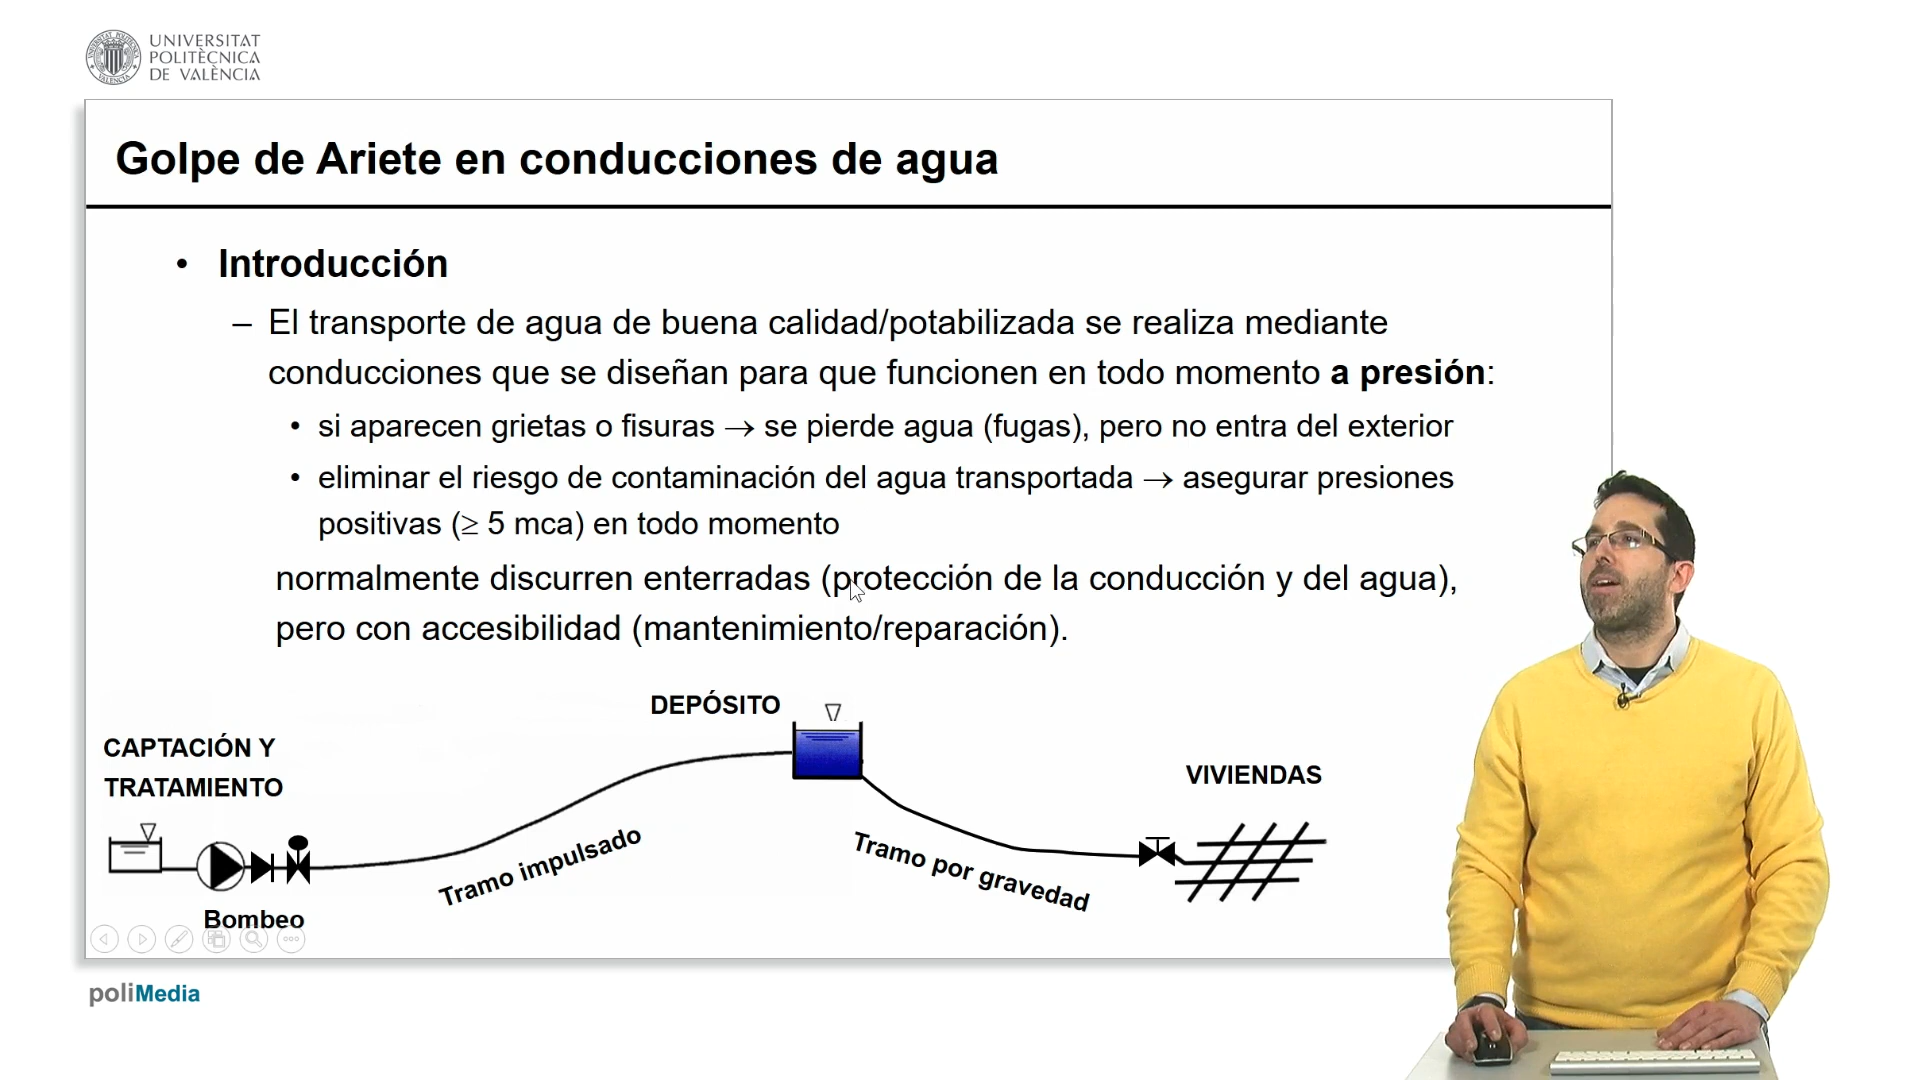 UNIVERSITAT
POLITÈCNICA
DE VALÈNCIA
Golpe de Ariete en conducciones de agua
• Introducción
– El transporte de agua de buena calidad/potabilizada se realiza mediante
conducciones que se diseñan para que funcionen en todo momento a presión:
• si aparecen grietas o fisuras → se pierde agua (fugas), pero no entra del exterior
• eliminar el riesgo de contaminación del agua transportada → asegurar presiones
positivas (≥ 5 mca) en todo momento
normalmente discurren enterradas (protección de la conducción y del agua),
pero con accesibilidad (mantenimiento/reparación).
DEPÓSITO
CAPTACIÓN Y
TRATAMIENTO
VIVIENDAS
Tramo impulsado
Tramo por gravedad
Bombeo
poliMedia